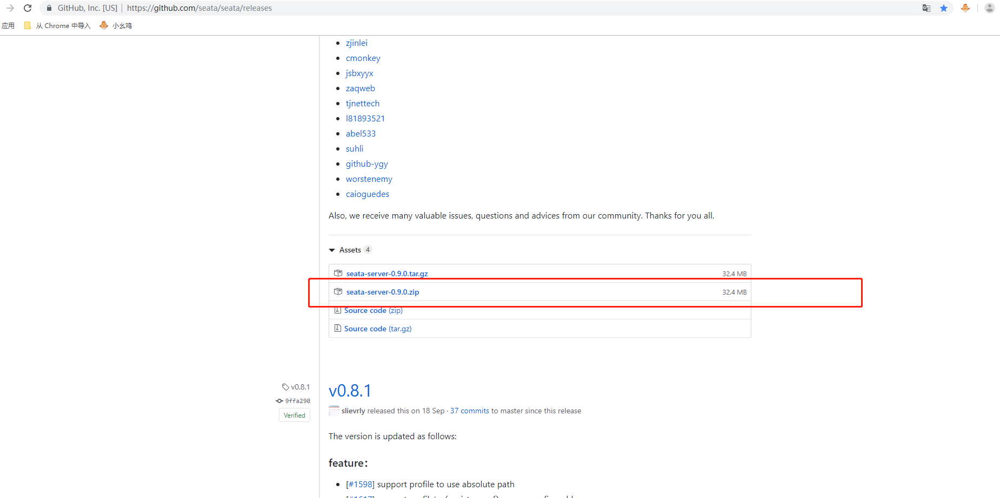 GitHub, Inc. [US] | https://github.com/seata/seata/releases
应用 从 Chrome 中导入 小幺鸡
zjinlei
cmonkey
jsbxyyx
zaqweb
tjnettech
l81893521
abel533
suhli
github-ygy
worstenemy
caioguedes
Also, we receive many valuable issues, questions and advices from our community. Thanks for you all.
Assets 4
seata-server-0.9.0.tar.gz 32.4 MB
seata-server-0.9.0.zip 32.4 MB
Source code (zip)
Source code (tar.gz)
v0.8.1
9ffa290
Verified
v0.8.1
slievrly released this on 18 Sep · 37 commits to master since this release
The version is updated as follows:
feature：
[#1598] support profile to use absolute path